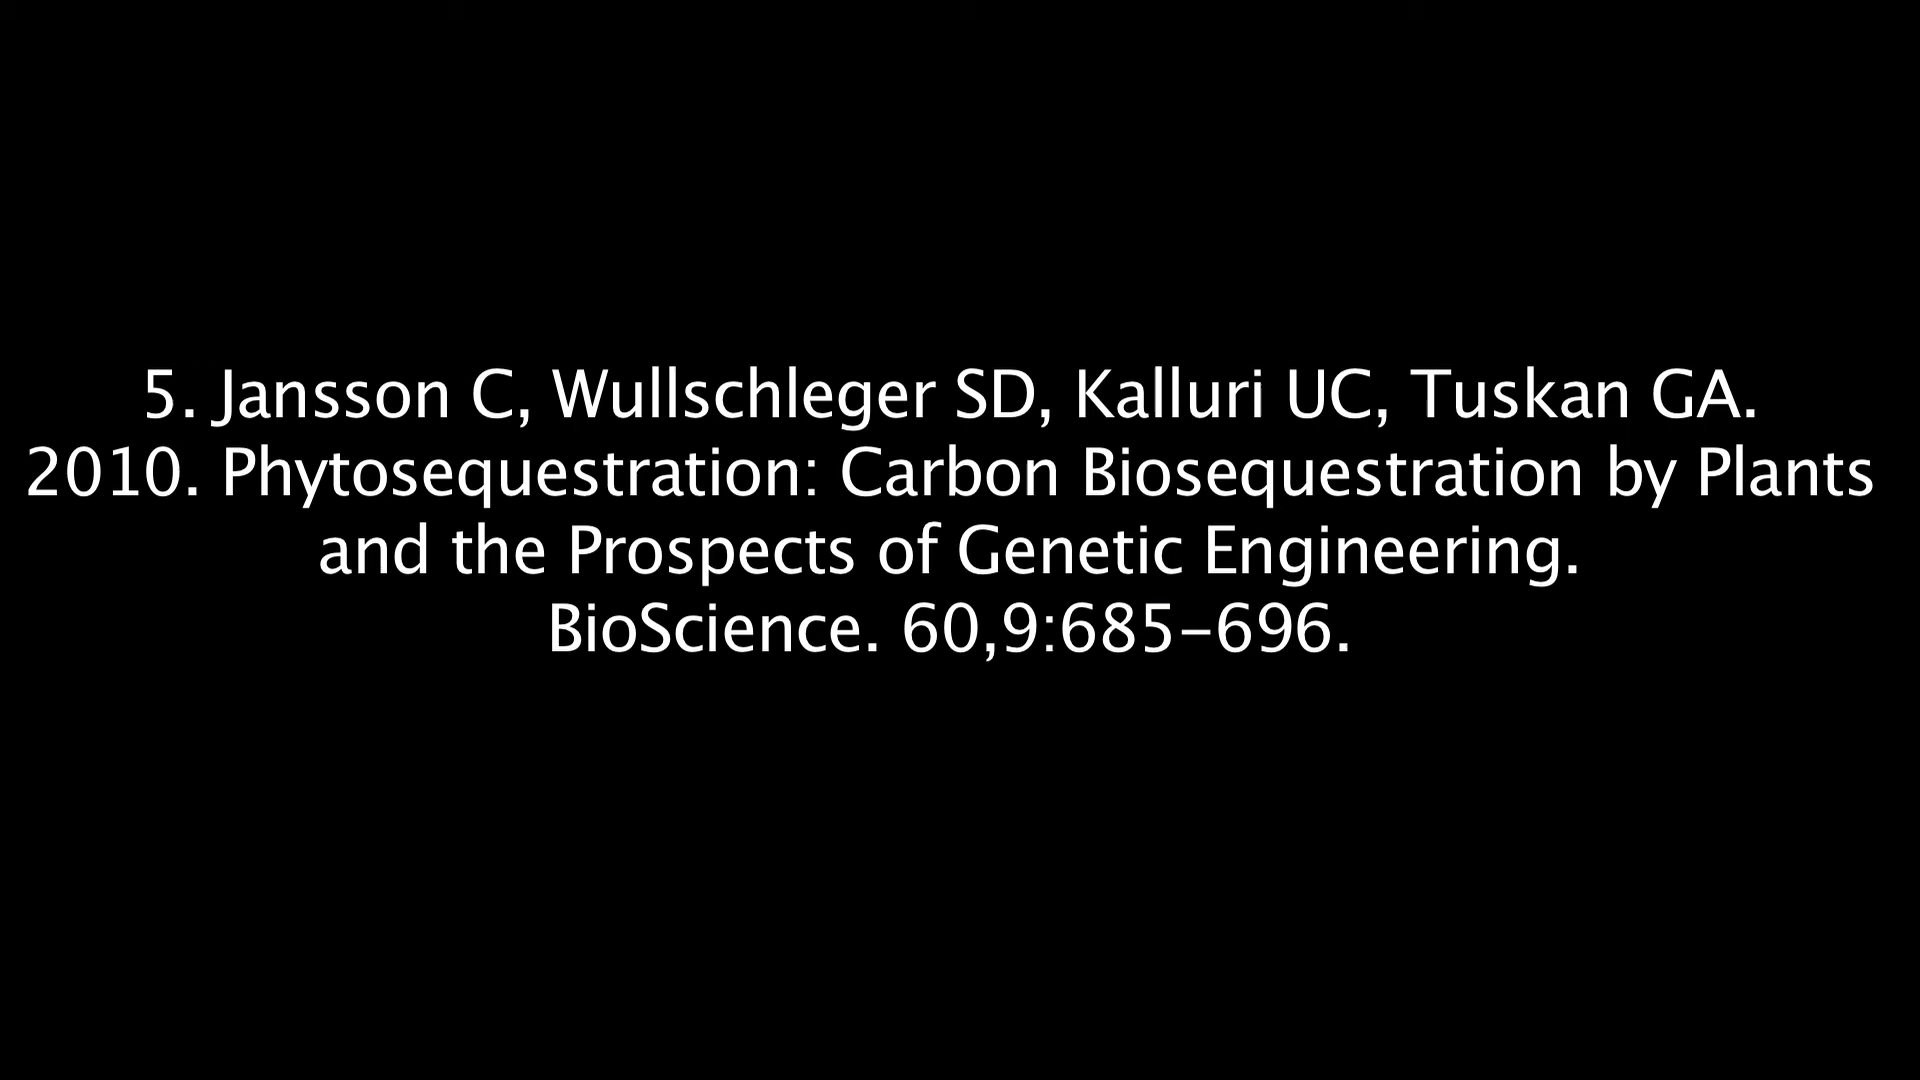 5. Jansson C, Wullschleger SD, Kalluri UC, Tuskan GA.
2010. Phytosequestration: Carbon Biosequestration by Plants
and the Prospects of Genetic Engineering.
BioScience. 60,9:685–696.